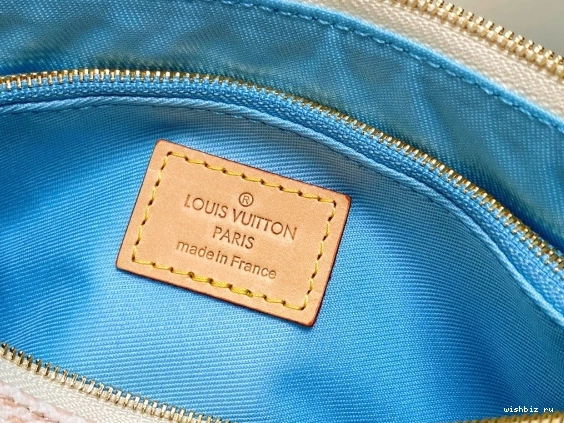 ®
LOUIS VUITTON
PARIS
made in France
wishbiz ru